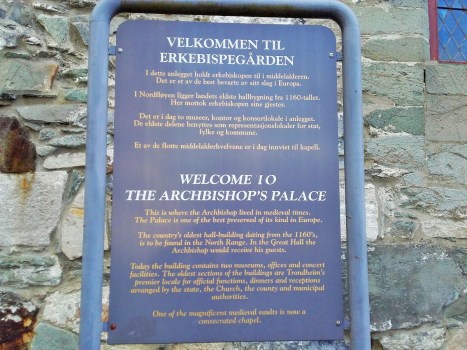 VELKOMMEN TIL
ERKEBISPEGÅRDEN
I dette anlegget holdt erkebiskopen til i middelalderen.
Det er et av de best bevarte av sitt slag i Europa.
I Nordfløyen ligger landets eldste hallbygning fra 1160-tallet.
Her mottok erkebiskopen sine gjester.
Det er i dag to museer, kontor og konsertlokale i anlegget.
De eldste delene benyttes som representasjonslokaler for stat,
fylke og kommune.
Et av de flotte middelalderhvelvene er i dag innviet til kapell.
WELCOME TO
THE ARCHBISHOP'S PALACE
This is where the Archbishop lived in medieval times.
The Palace is one of the best preserved of its kind in Europe.
The country's oldest hall-building dating from the 1160's,
is to be found in the North Range. In the Great Hall the
Archbishop would receive his guests.
Today the building contains two museums, offices and concert
facilities. The oldest sections of the buildings are Trondheim's
premier locale for official functions, dinners and receptions
arranged by the state, the Church, the county and municipal
authorities.
One of the magnificent medieval vaults is now a
consecrated chapel.